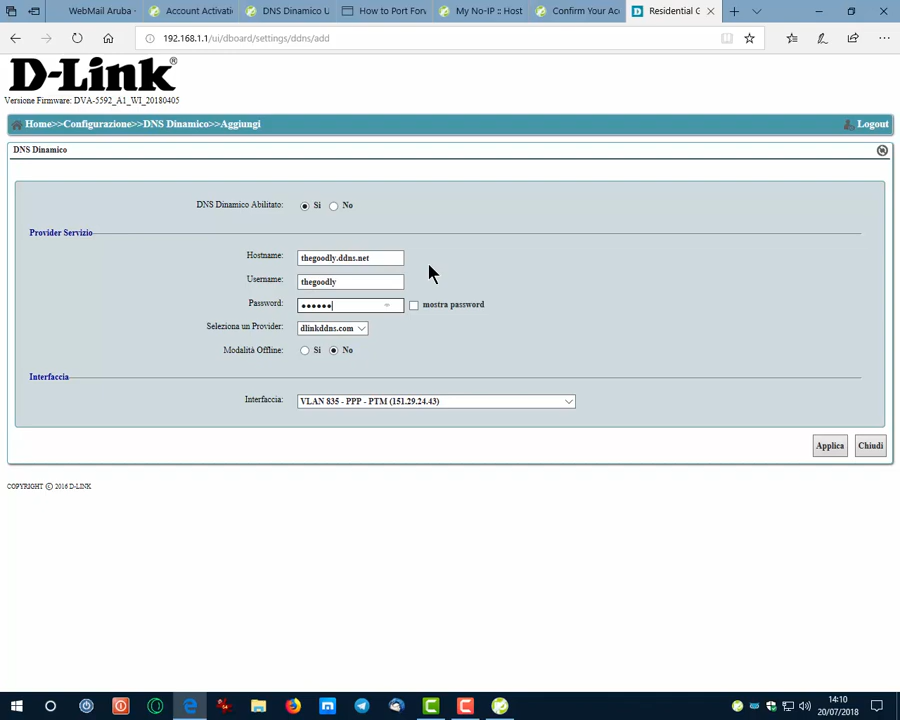 WebMail Aruba
Account Activati
DNS Dinamico U
How to Port Forv
My No-IP :: Host
Confirm Your Ac
Residential G
192.168.1.1/ui/dboard/settings/ddns/add
D-Link®
Versione Firmware: DVA-5592_A1_WI_20180405
Home>>Configurazione>>DNS Dinamico>>Aggiungi
Logout
DNS Dinamico
DNS Dinamico Abilitato: Si No
Provider Servizio
Hostname: thegoodly.ddns.net
Username: thegoodly
Password: •••••• mostra password
Seleziona un Provider: dlinkddns.com
Modalità Offline: Si No
Interfaccia
Interfaccia: VLAN 835 - PPP - PTM (151.29.24.43)
Applica Chiudi
COPYRIGHT © 2016 D-LINK
14:10
20/07/2018